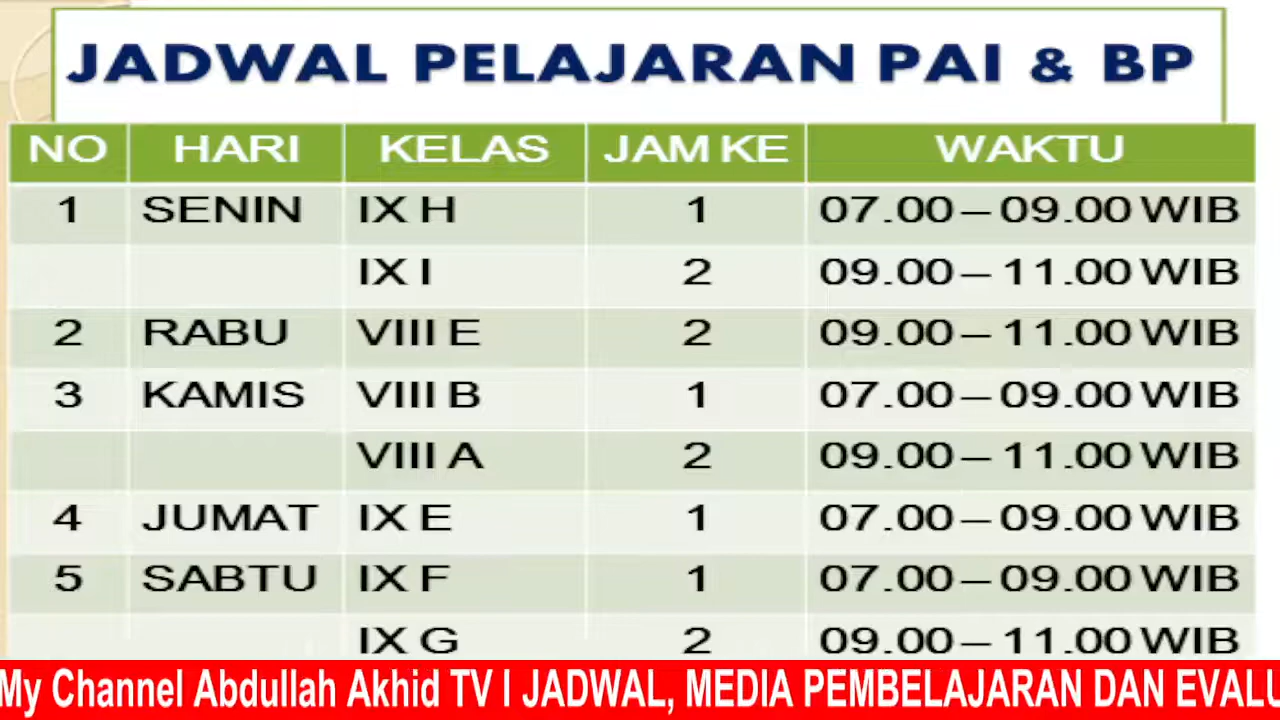 JADWAL PELAJARAN PAI & BP
NO HARI KELAS JAM KE WAKTU
1 SENIN IX H 1 07.00 – 09.00 WIB
IX I 2 09.00 – 11.00 WIB
2 RABU VIII E 2 09.00 – 11.00 WIB
3 KAMIS VIII B 1 07.00 – 09.00 WIB
VIII A 2 09.00 – 11.00 WIB
4 JUMAT IX E 1 07.00 – 09.00 WIB
5 SABTU IX F 1 07.00 – 09.00 WIB
IX G 2 09.00 – 11.00 WIB
My Channel Abdullah Akhid TV I JADWAL, MEDIA PEMBELAJARAN DAN EVALU